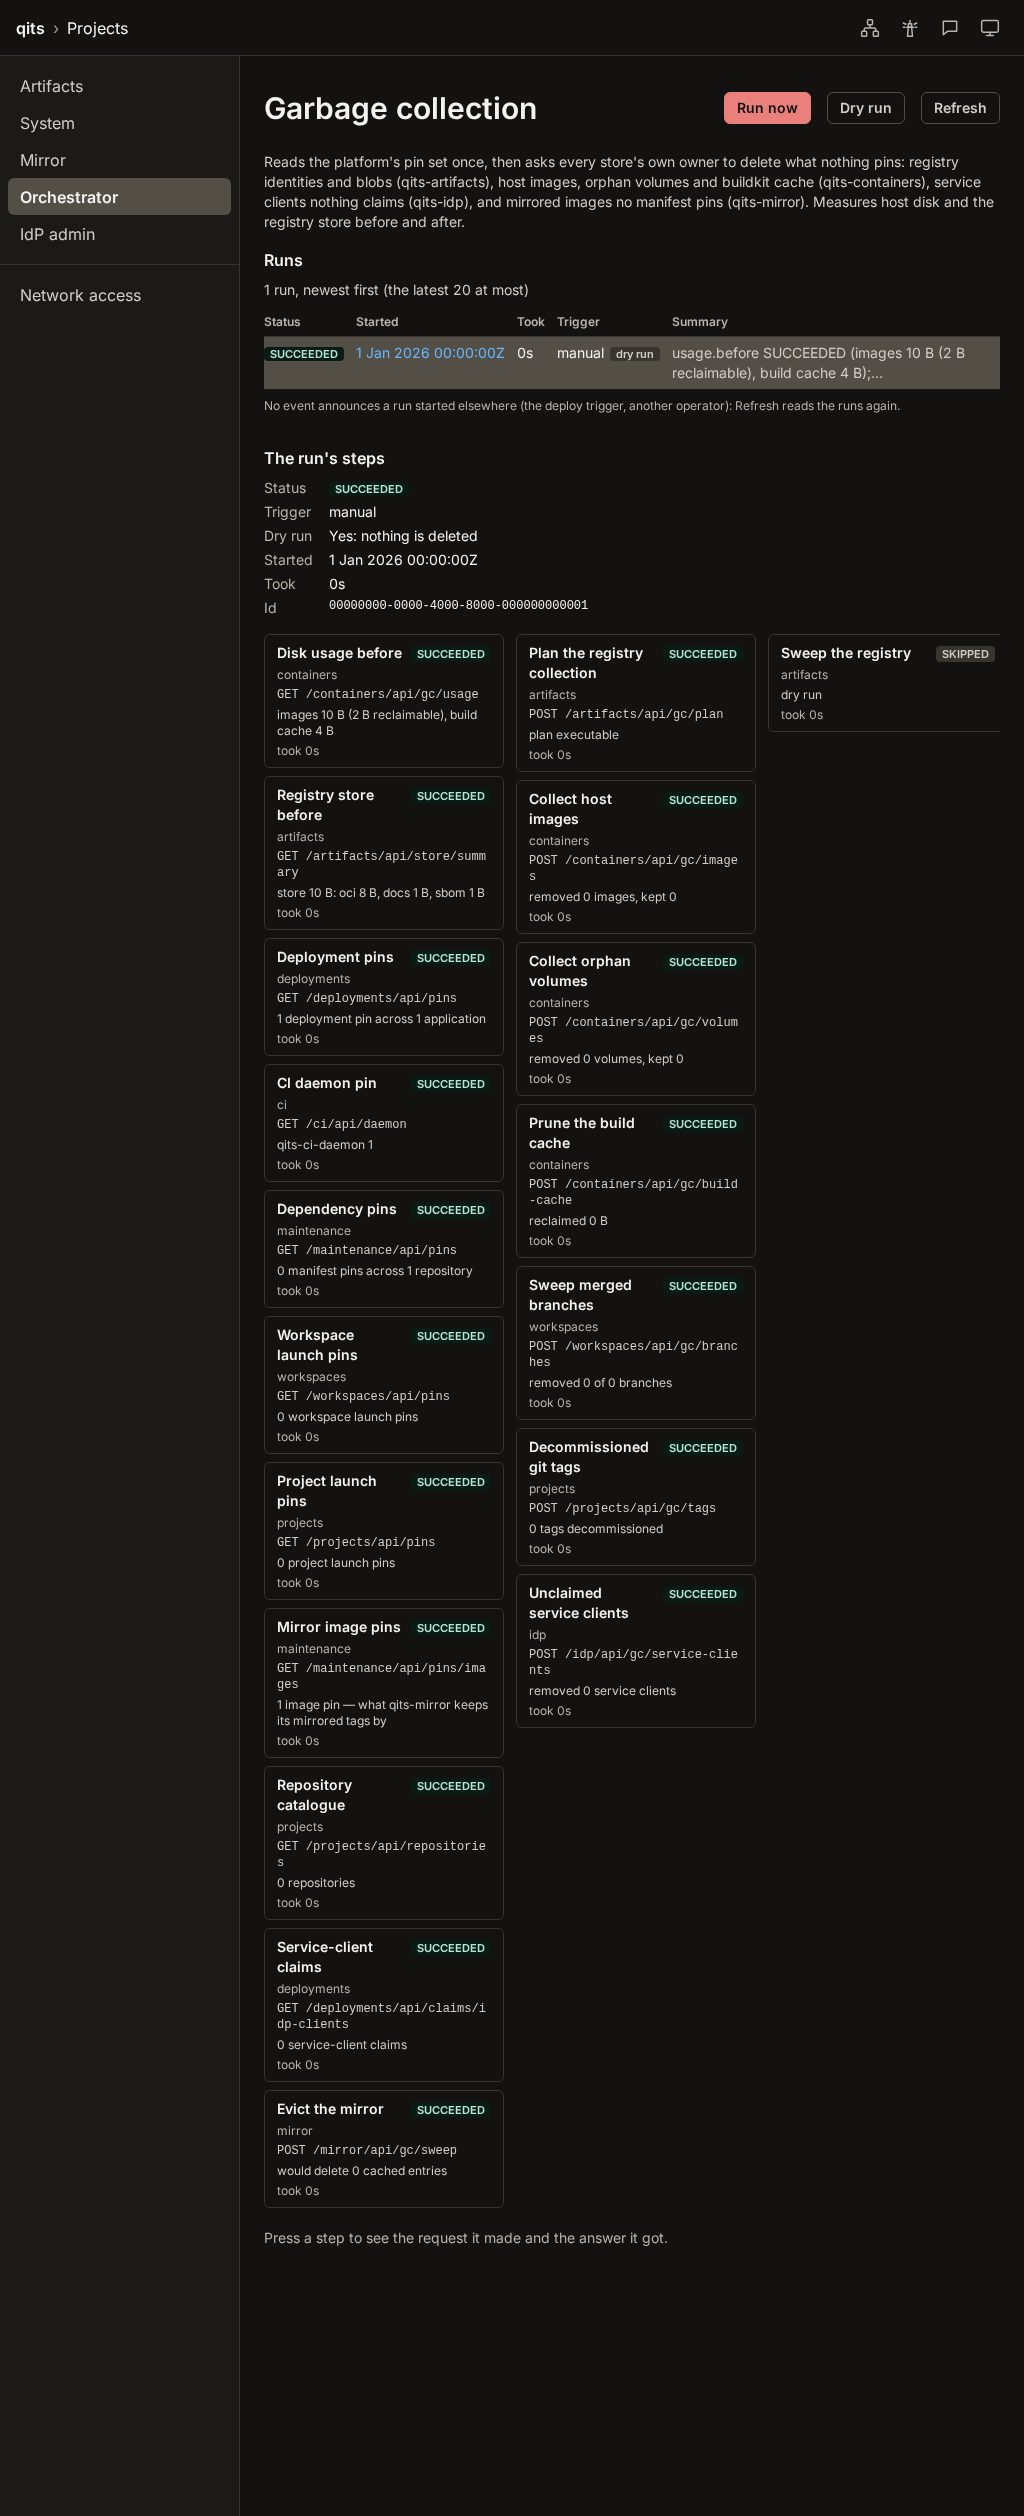 qits › Projects
Artifacts
System
Mirror
Orchestrator
IdP admin
Network access
Garbage collection
Run now
Dry run
Refresh
Reads the platform's pin set once, then asks every store's own owner to delete what nothing pins: registry
identities and blobs (qits-artifacts), host images, orphan volumes and buildkit cache (qits-containers), service
clients nothing claims (qits-idp), and mirrored images no manifest pins (qits-mirror). Measures host disk and the
registry store before and after.
Runs
1 run, newest first (the latest 20 at most)
Status Started Took Trigger Summary
SUCCEEDED 1 Jan 2026 00:00:00Z 0s manual dry run usage.before SUCCEEDED (images 10 B (2 B
reclaimable), build cache 4 B);...
No event announces a run started elsewhere (the deploy trigger, another operator): Refresh reads the runs again.
The run's steps
Status SUCCEEDED
Trigger manual
Dry run Yes: nothing is deleted
Started 1 Jan 2026 00:00:00Z
Took 0s
Id 00000000-0000-4000-8000-000000000001
Disk usage before SUCCEEDED
containers
GET /containers/api/gc/usage
images 10 B (2 B reclaimable), build
cache 4 B
took 0s
Registry store SUCCEEDED
before
artifacts
GET /artifacts/api/store/summ
ary
store 10 B: oci 8 B, docs 1 B, sbom 1 B
took 0s
Deployment pins SUCCEEDED
deployments
GET /deployments/api/pins
1 deployment pin across 1 application
took 0s
CI daemon pin SUCCEEDED
ci
GET /ci/api/daemon
qits-ci-daemon 1
took 0s
Dependency pins SUCCEEDED
maintenance
GET /maintenance/api/pins
0 manifest pins across 1 repository
took 0s
Workspace SUCCEEDED
launch pins
workspaces
GET /workspaces/api/pins
0 workspace launch pins
took 0s
Project launch SUCCEEDED
pins
projects
GET /projects/api/pins
0 project launch pins
took 0s
Mirror image pins SUCCEEDED
maintenance
GET /maintenance/api/pins/ima
ges
1 image pin — what qits-mirror keeps
its mirrored tags by
took 0s
Repository SUCCEEDED
catalogue
projects
GET /projects/api/repositorie
s
0 repositories
took 0s
Service-client SUCCEEDED
claims
deployments
GET /deployments/api/claims/i
dp-clients
0 service-client claims
took 0s
Evict the mirror SUCCEEDED
mirror
POST /mirror/api/gc/sweep
would delete 0 cached entries
took 0s
Plan the registry SUCCEEDED
collection
artifacts
POST /artifacts/api/gc/plan
plan executable
took 0s
Collect host SUCCEEDED
images
containers
POST /containers/api/gc/image
s
removed 0 images, kept 0
took 0s
Collect orphan SUCCEEDED
volumes
containers
POST /containers/api/gc/volum
es
removed 0 volumes, kept 0
took 0s
Prune the build SUCCEEDED
cache
containers
POST /containers/api/gc/build
-cache
reclaimed 0 B
took 0s
Sweep merged SUCCEEDED
branches
workspaces
POST /workspaces/api/gc/branc
hes
removed 0 of 0 branches
took 0s
Decommissioned SUCCEEDED
git tags
projects
POST /projects/api/gc/tags
0 tags decommissioned
took 0s
Unclaimed SUCCEEDED
service clients
idp
POST /idp/api/gc/service-clie
nts
removed 0 service clients
took 0s
Sweep the registry SKIPPED
artifacts
dry run
took 0s
Press a step to see the request it made and the answer it got.